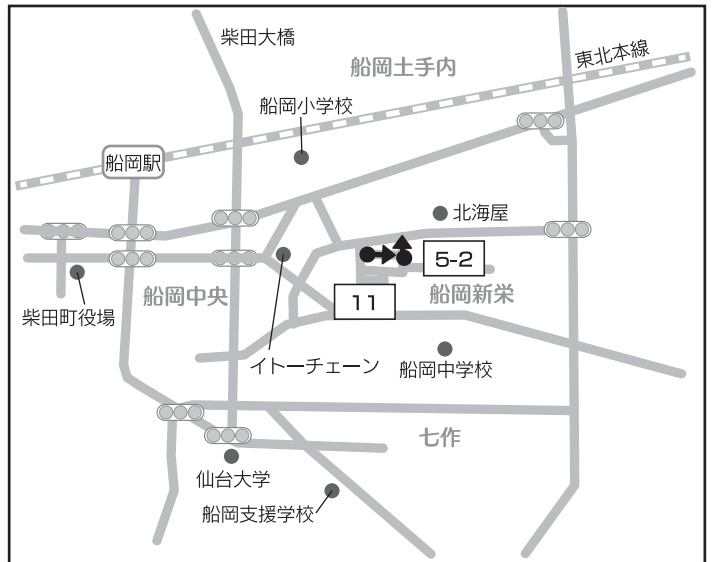 柴田大橋
東北本線
船岡土手内
船岡小学校
船岡駅
北海屋
5-2
船岡中央
船岡新栄
11
柴田町役場
イトーチェーン
船岡中学校
七作
仙台大学
船岡支援学校